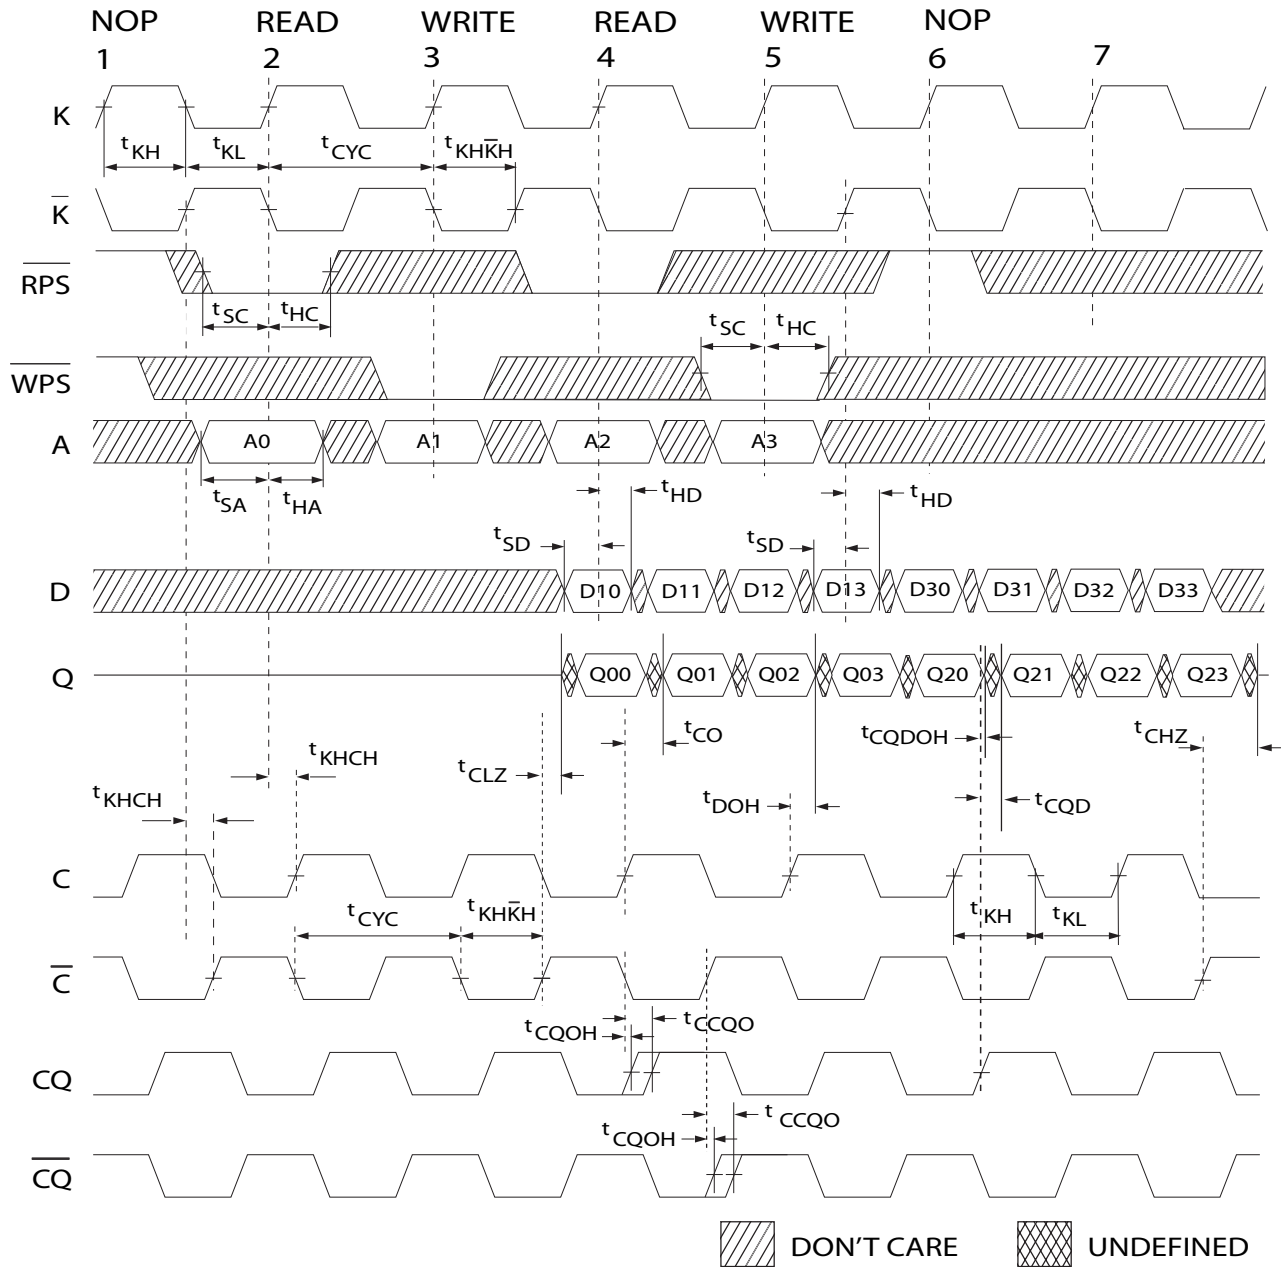 NOP READ WRITE READ WRITE NOP
1 2 3 4 5 6 7
K
tKH tKL tCYC tKHK̅H
K̅
R̅P̅S̅
tSC tHC
tSC tHC
W̅P̅S̅
A A0 A1 A2 A3
tSA tHA
tHD tHD
tSD tSD
D D10 D11 D12 D13 D30 D31 D32 D33
Q Q00 Q01 Q02 Q03 Q20 Q21 Q22 Q23
tCO tCQDOH tCHZ
tKHCH tCLZ
tKHCH tDOH tCQD
C
tCYC tKHK̅H tKH tKL
C̅
tCQOH tCCQO
CQ
tCQOH tCCQO
C̅Q̅
DON'T CARE UNDEFINED